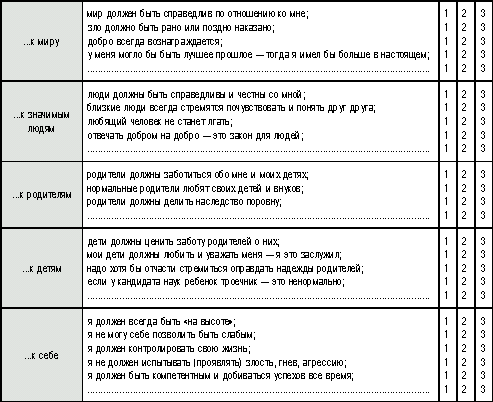 ...к миру
мир должен быть справедлив по отношению ко мне; 1 2 3
зло должно быть рано или поздно наказано; 1 2 3
добро всегда вознаграждается; 1 2 3
у меня могло бы быть лучшее прошлое — тогда я имел бы больше в настоящем; 1 2 3
.......... 1 2 3
...к значимым
людям
люди должны быть справедливы и честны со мной; 1 2 3
близкие люди всегда стремятся почувствовать и понять друг друга; 1 2 3
любящий человек не станет лгать; 1 2 3
отвечать добром на добро — это закон для людей; 1 2 3
.......... 1 2 3
...к родителям
родители должны заботиться обо мне и моих детях; 1 2 3
нормальные родители любят своих детей и внуков; 1 2 3
родители должны делить наследство поровну; 1 2 3
.......... 1 2 3
...к детям
дети должны ценить заботу родителей о них; 1 2 3
мои дети должны любить и уважать меня — я это заслужил; 1 2 3
надо хотя бы отчасти стремиться оправдать надежды родителей; 1 2 3
если у кандидата наук ребенок троечник — это ненормально; 1 2 3
.......... 1 2 3
...к себе
я должен всегда быть «на высоте»; 1 2 3
я не могу себе позволить быть слабым; 1 2 3
я должен контролировать свою жизнь; 1 2 3
я не должен испытывать (проявлять) злость, гнев, агрессию; 1 2 3
я должен быть компетентным и добиваться успехов все время; 1 2 3
.......... 1 2 3